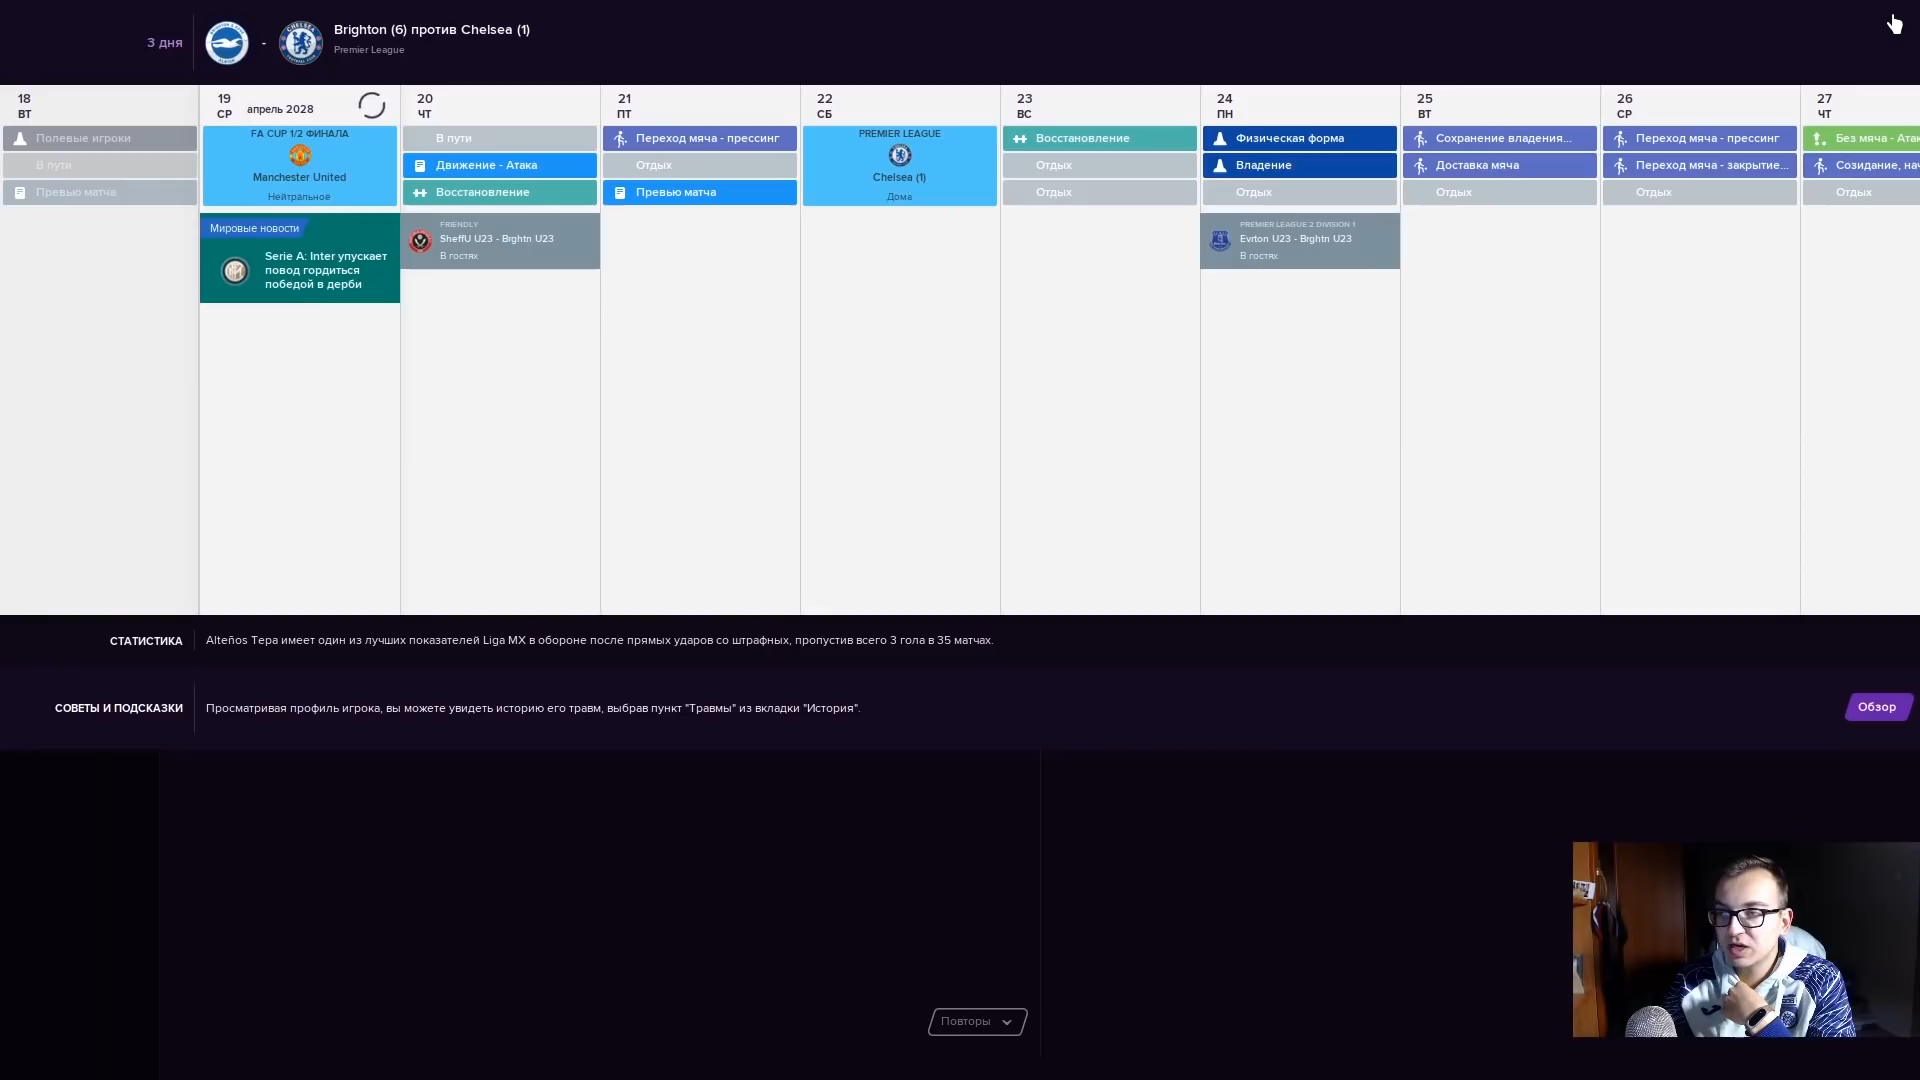 3 дня
-
Brighton (6) против Chelsea (1)
Premier League
18
ВТ
Полевые игроки
В пути
Превью матча
19
СР
апрель 2028
FA CUP 1/2 ФИНАЛА
Manchester United
Нейтральное
Мировые новости
Serie A: Inter упускает
повод гордиться
победой в дерби
20
ЧТ
В пути
Движение - Атака
Восстановление
FRIENDLY
SheffU U23 - Brghtn U23
В гостях
21
ПТ
Переход мяча - прессинг
Отдых
Превью матча
22
СБ
PREMIER LEAGUE
Chelsea (1)
Дома
23
ВС
Восстановление
Отдых
Отдых
24
ПН
Физическая форма
Владение
Отдых
PREMIER LEAGUE 2 DIVISION 1
Evrton U23 - Brghtn U23
В гостях
25
ВТ
Сохранение владения...
Доставка мяча
Отдых
26
СР
Переход мяча - прессинг
Переход мяча - закрытие...
Отдых
27
ЧТ
Без мяча - Атак
Созидание, нач
Отдых
СТАТИСТИКА
Alteños Tepa имеет один из лучших показателей Liga MX в обороне после прямых ударов со штрафных, пропустив всего 3 гола в 35 матчах.
СОВЕТЫ И ПОДСКАЗКИ
Просматривая профиль игрока, вы можете увидеть историю его травм, выбрав пункт "Травмы" из вкладки "История".
Обзор
Повторы